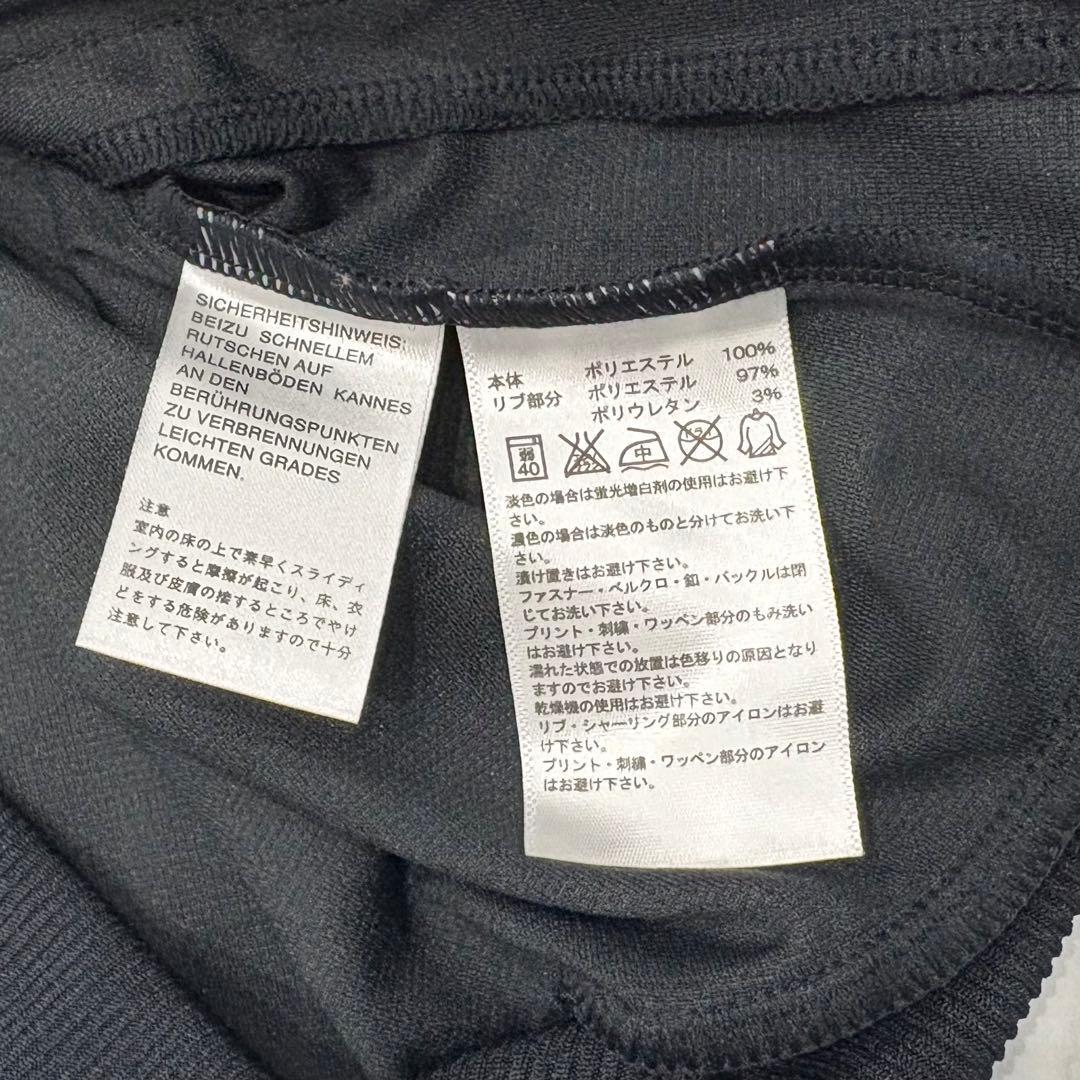 SICHERHEITSHINWEIS:
BEIZU SCHNELLEM
RUTSCHEN AUF
HALLENBÖDEN KANNES
AN DEN
BERÜHRUNGSPUNKTEN
ZU VERBRENNUNGEN
LEICHTEN GRADES
KOMMEN.
注意
室内の床の上で素早くスライディ
ングすると摩擦が起こり、床、衣
服及び皮膚の接するところでやけ
どをする危険がありますので十分
注意して下さい。
本体 ポリエステル 100%
リブ部分 ポリエステル 97%
ポリウレタン 3%
弱 40 中
淡色の場合は蛍光増白剤の使用はお避け下
さい。
濃色の場合は淡色のものと分けてお洗い下
さい。
漬け置きはお避け下さい。
ファスナー・ベルクロ・釦・バックルは閉
じてお洗い下さい。
プリント・刺繍・ワッペン部分のもみ洗い
はお避け下さい。
濡れた状態での放置は色移りの原因となり
ますのでお避け下さい。
乾燥機の使用はお避け下さい。
リブ・シャーリング部分のアイロンはお避
け下さい。
プリント・刺繍・ワッペン部分のアイロン
はお避け下さい。